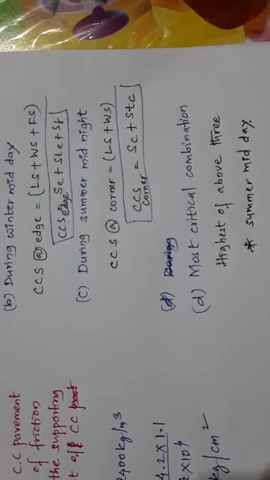 (b) During winter mid day
CCS @ edge = (LS + WS + FS)
CCS edge = Se + Ste + Sf
(c) During summer mid night
CCS @ corner = (LS + WS)
CCS corner = Sc + Stc
(d) Most critical combination
Highest of above three
* summer mid day
C.C pavement
of friction
the supporting
CC
2400 kg/m3
4.2 x 1.1
x 104
kg/cm2